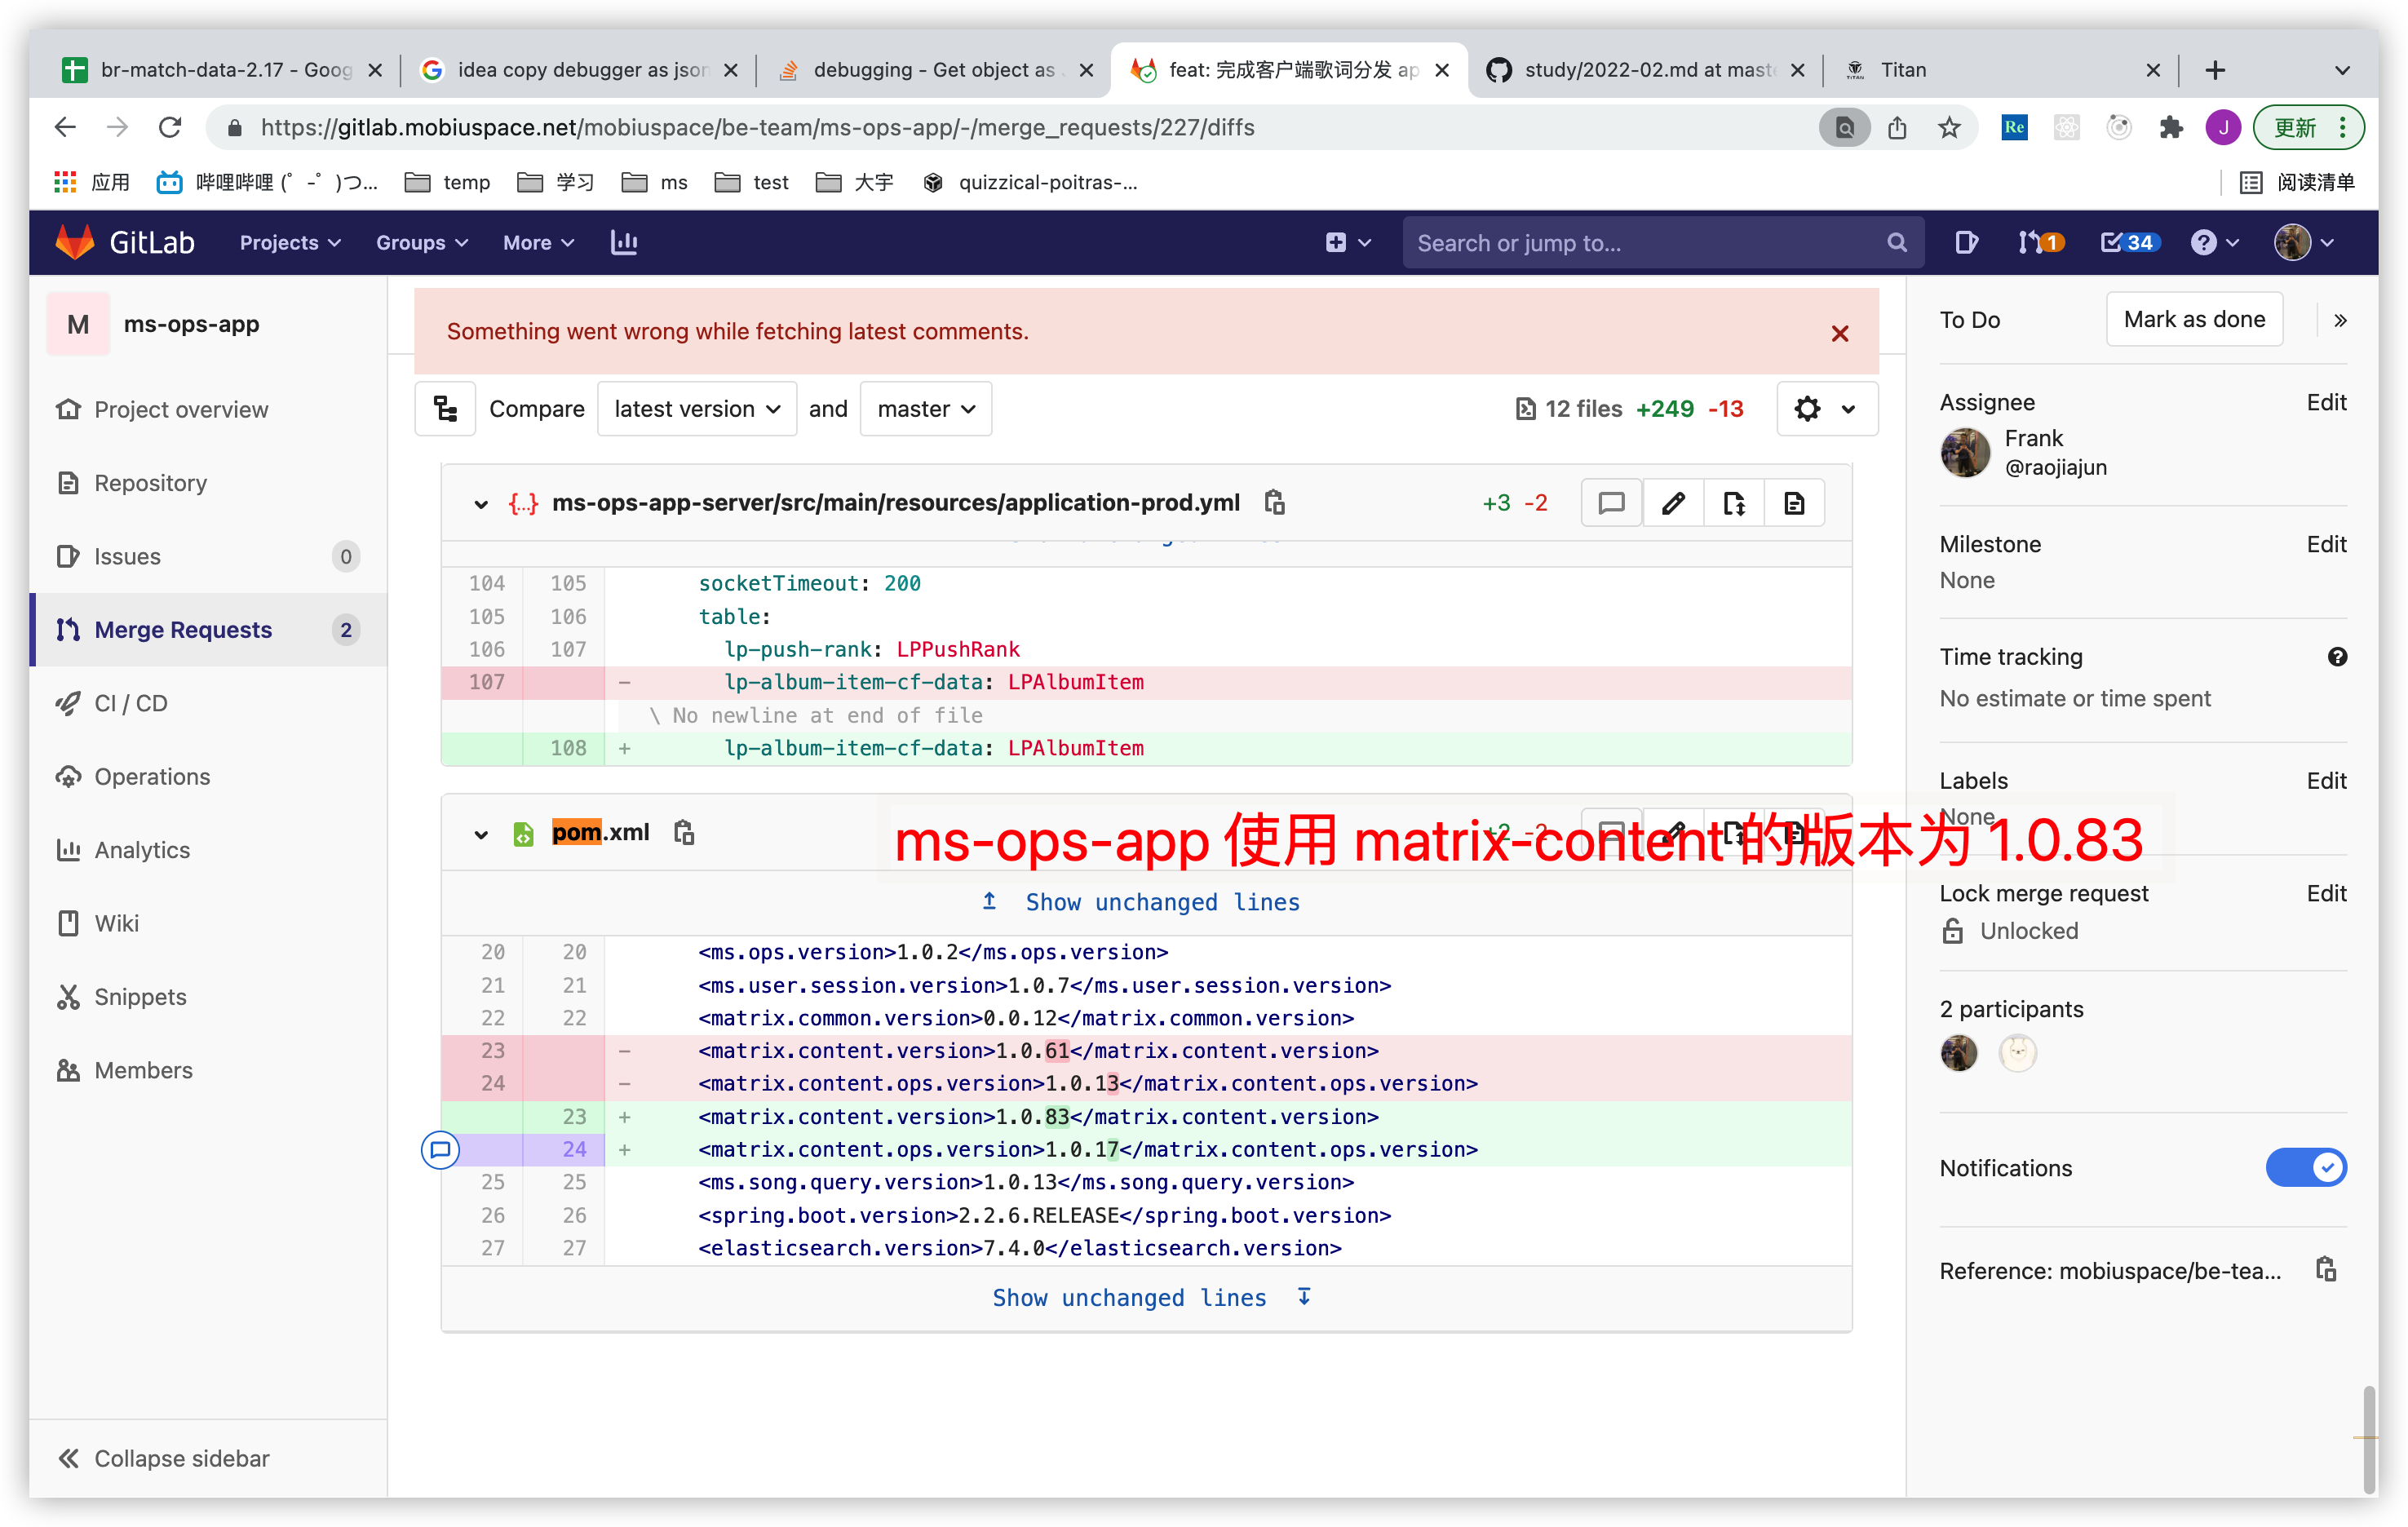 br-match-data-2.17 - Goog
idea copy debugger as json
debugging - Get object as J
feat: 完成客户端歌词分发 ap
study/2022-02.md at maste
Titan
https://gitlab.mobiuspace.net/mobiuspace/be-team/ms-ops-app/-/merge_requests/227/diffs
Re
J
更新
应用
哔哩哔哩 (゜-゜)つ...
temp
学习
ms
test
大宇
quizzical-poitras-...
阅读清单
GitLab
Projects
Groups
More
Search or jump to...
1
34
M
ms-ops-app
Project overview
Repository
Issues
0
Merge Requests
2
CI / CD
Operations
Analytics
Wiki
Snippets
Members
Collapse sidebar
Something went wrong while fetching latest comments.
Compare latest version and master
12 files +249 -13
ms-ops-app-server/src/main/resources/application-prod.yml
+3 -2
104 105 socketTimeout: 200
105 106 table:
106 107 lp-push-rank: LPPushRank
107 - lp-album-item-cf-data: LPAlbumItem
\ No newline at end of file
108 + lp-album-item-cf-data: LPAlbumItem
pom.xml
+2 -2
ms-ops-app 使用 matrix-content 的版本为 1.0.83
Show unchanged lines
20 20 <ms.ops.version>1.0.2</ms.ops.version>
21 21 <ms.user.session.version>1.0.7</ms.user.session.version>
22 22 <matrix.common.version>0.0.12</matrix.common.version>
23 - <matrix.content.version>1.0.61</matrix.content.version>
24 - <matrix.content.ops.version>1.0.13</matrix.content.ops.version>
23 + <matrix.content.version>1.0.83</matrix.content.version>
24 + <matrix.content.ops.version>1.0.17</matrix.content.ops.version>
25 25 <ms.song.query.version>1.0.13</ms.song.query.version>
26 26 <spring.boot.version>2.2.6.RELEASE</spring.boot.version>
27 27 <elasticsearch.version>7.4.0</elasticsearch.version>
Show unchanged lines
To Do
Mark as done
Assignee
Edit
Frank
@raojiajun
Milestone
Edit
None
Time tracking
No estimate or time spent
Labels
Edit
None
Lock merge request
Edit
Unlocked
2 participants
Notifications
Reference: mobiuspace/be-tea...